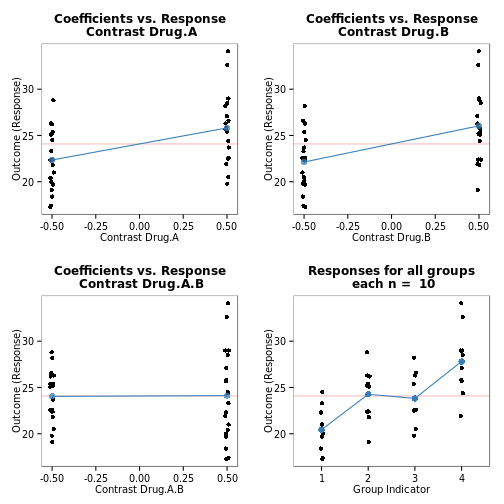 Coefficients vs. Response
Contrast Drug.A
Outcome (Response)
30
25
20
-0.50
-0.25
0.00
0.25
0.50
Contrast Drug.A
Coefficients vs. Response
Contrast Drug.B
Outcome (Response)
30
25
20
-0.50
-0.25
0.00
0.25
0.50
Contrast Drug.B
Coefficients vs. Response
Contrast Drug.A.B
Outcome (Response)
30
25
20
-0.50
-0.25
0.00
0.25
0.50
Contrast Drug.A.B
Responses for all groups
each n =  10
Outcome (Response)
30
25
20
1
2
3
4
Group Indicator